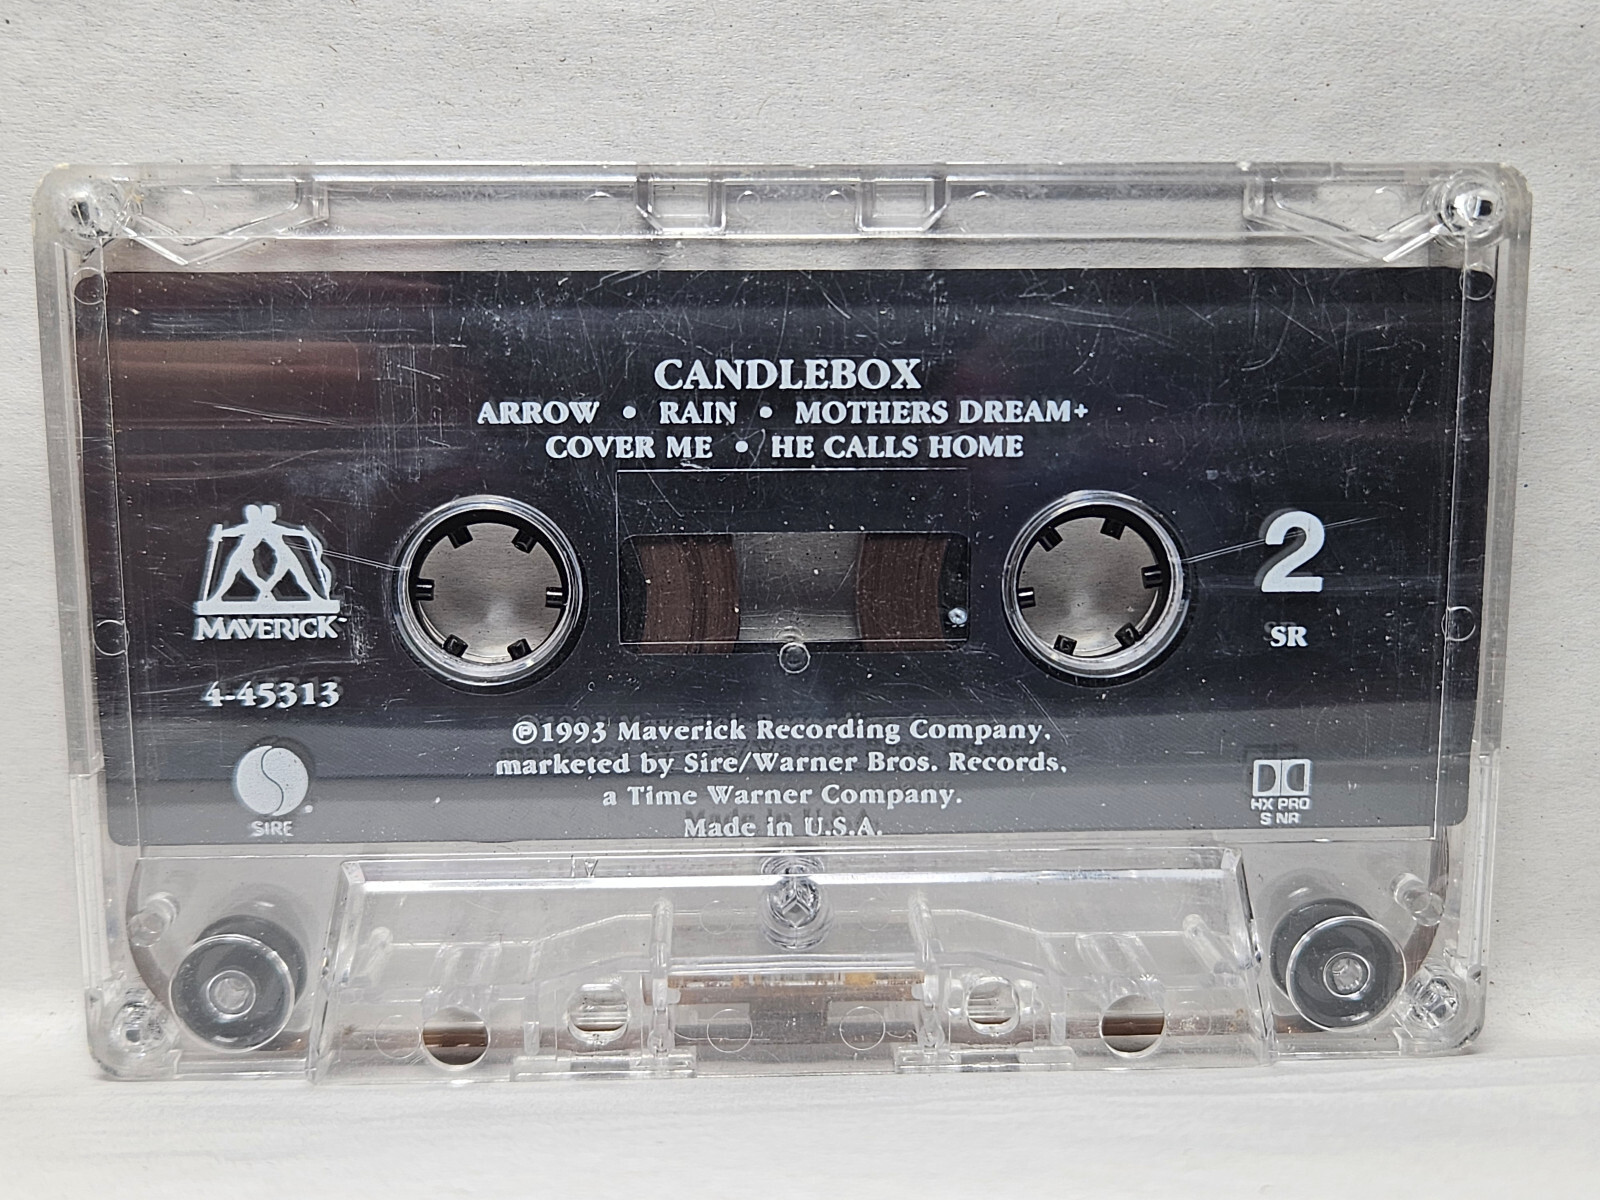 CANDLEBOX
ARROW • RAIN • MOTHERS DREAM+
COVER ME • HE CALLS HOME
MAVERICK™
4-45313
SIRE
2
SR
℗1993 Maverick Recording Company,
marketed by Sire/Warner Bros. Records,
a Time Warner Company.
Made in U.S.A.
HX PRO
S NR